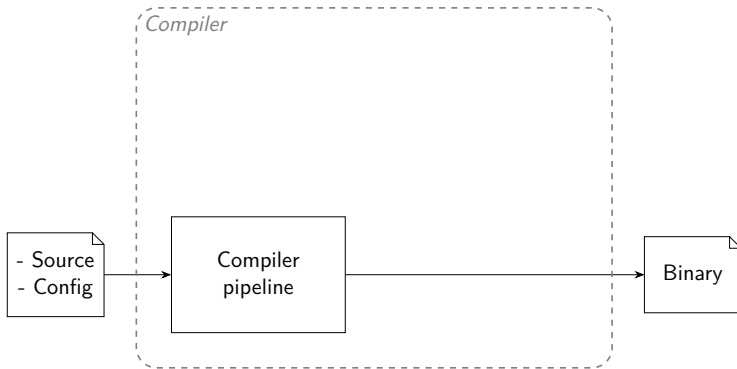 Compiler
- Source
- Config
Compiler
pipeline
Binary